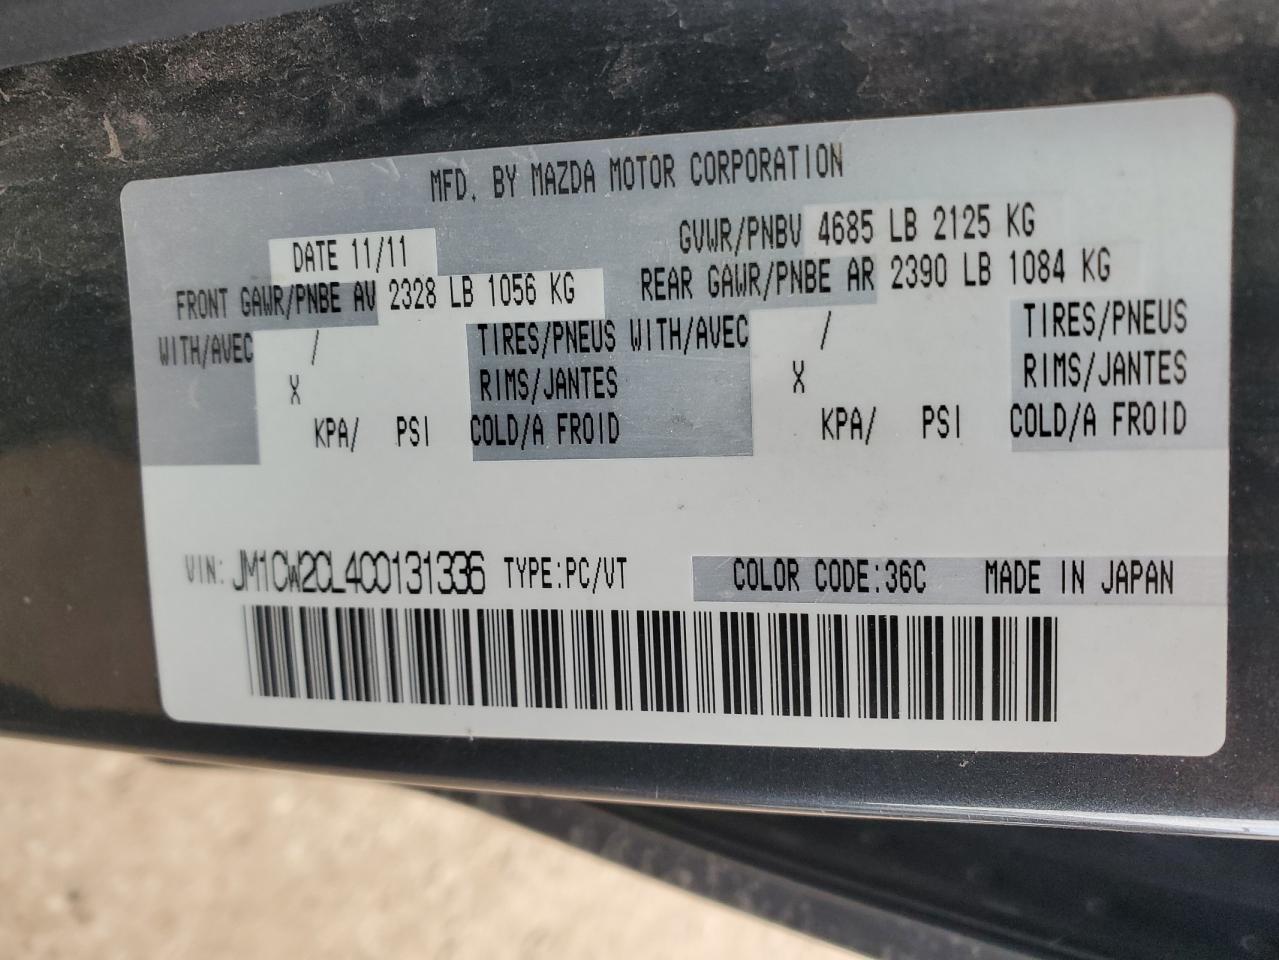 MFD. BY MAZDA MOTOR CORPORATION
DATE 11/11 GVWR/PNBV 4685 LB 2125 KG
FRONT GAWR/PNBE AV 2328 LB 1056 KG REAR GAWR/PNBE AR 2390 LB 1084 KG
WITH/AVEC / TIRES/PNEUS WITH/AVEC / TIRES/PNEUS
X RIMS/JANTES X RIMS/JANTES
KPA/ PSI COLD/A FROID KPA/ PSI COLD/A FROID
VIN: JM1CW2CL4C0131336 TYPE:PC/VT COLOR CODE:36C MADE IN JAPAN